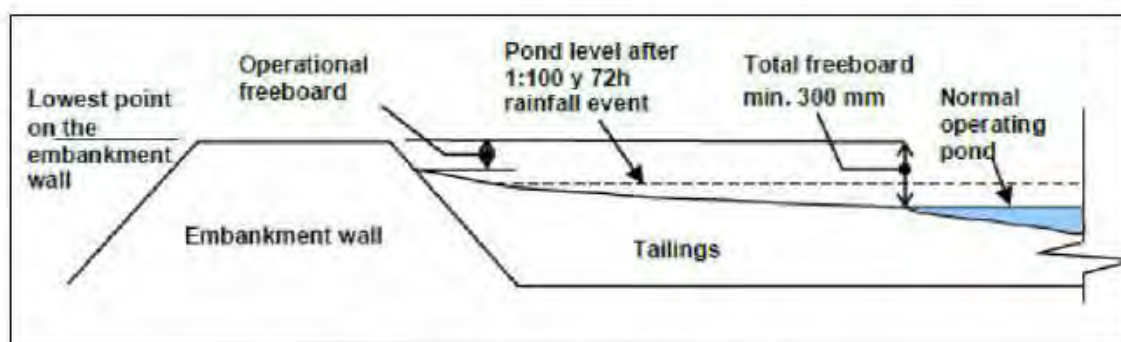 Operational
freeboard
Pond level after
1:100 y 72h
rainfall event
Total freeboard
min. 300 mm
Normal
operating
pond
Lowest point
on the
embankment
wall
Embankment wall
Tailings